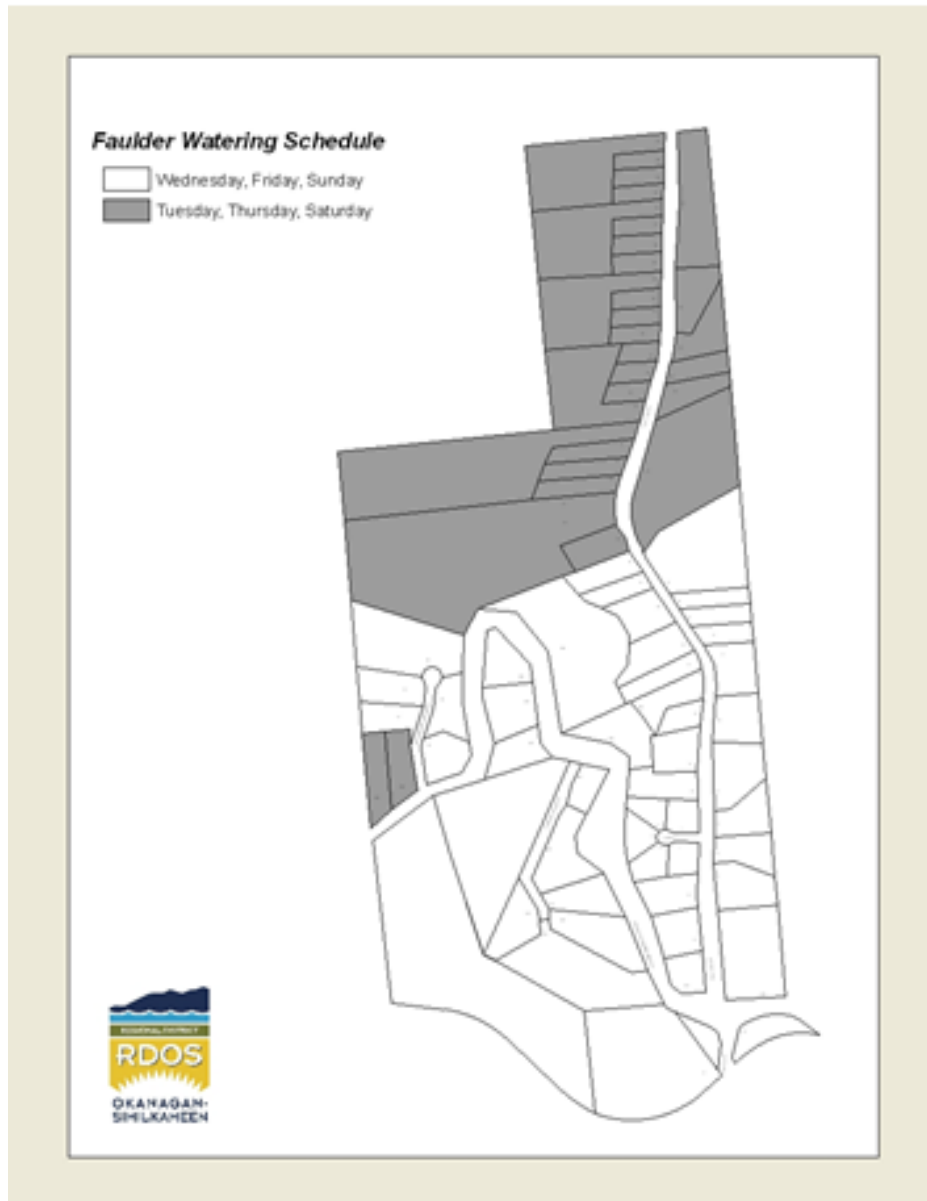 Faulder Watering Schedule
Wednesday, Friday, Sunday
Tuesday, Thursday, Saturday
REGIONAL DISTRICT
RDOS
OKANAGAN-
SIMILKAMEEN